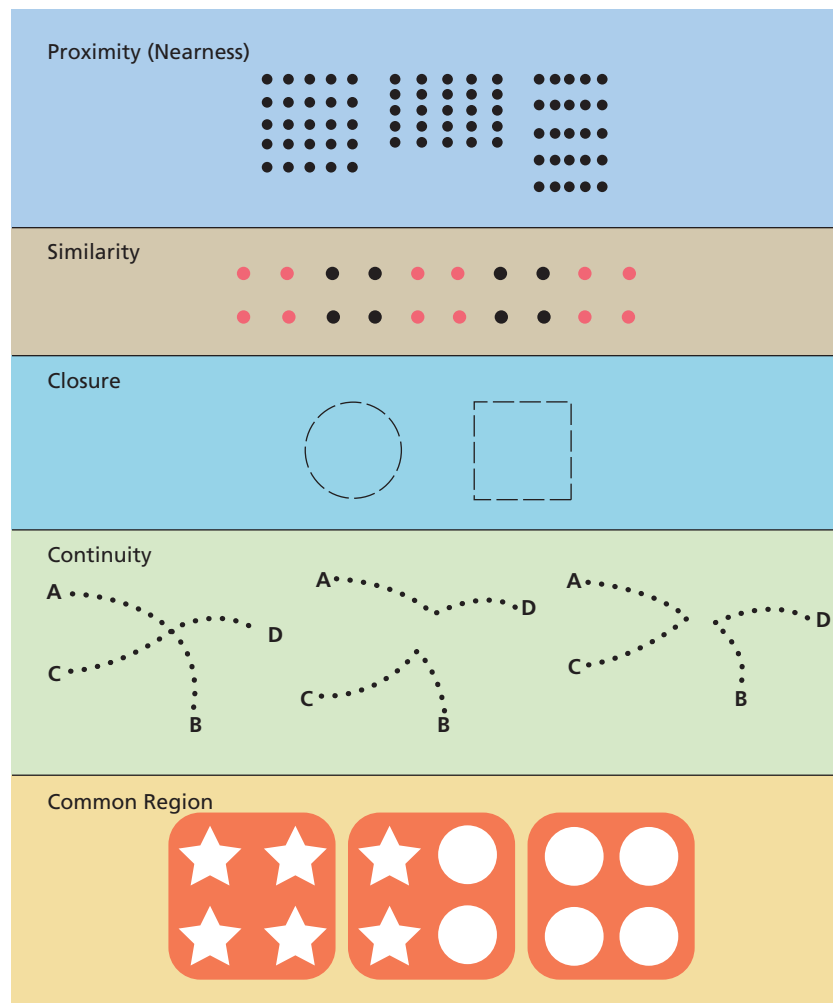 Proximity (Nearness)
Similarity
Closure
Continuity
A
D
C
B
A
D
C
B
A
D
C
B
Common Region